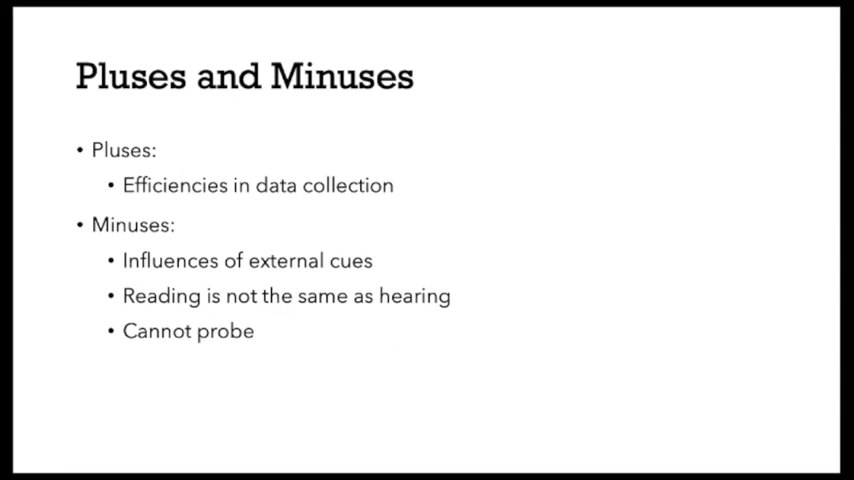 Pluses and Minuses
• Pluses:
• Efficiencies in data collection
• Minuses:
• Influences of external cues
• Reading is not the same as hearing
• Cannot probe